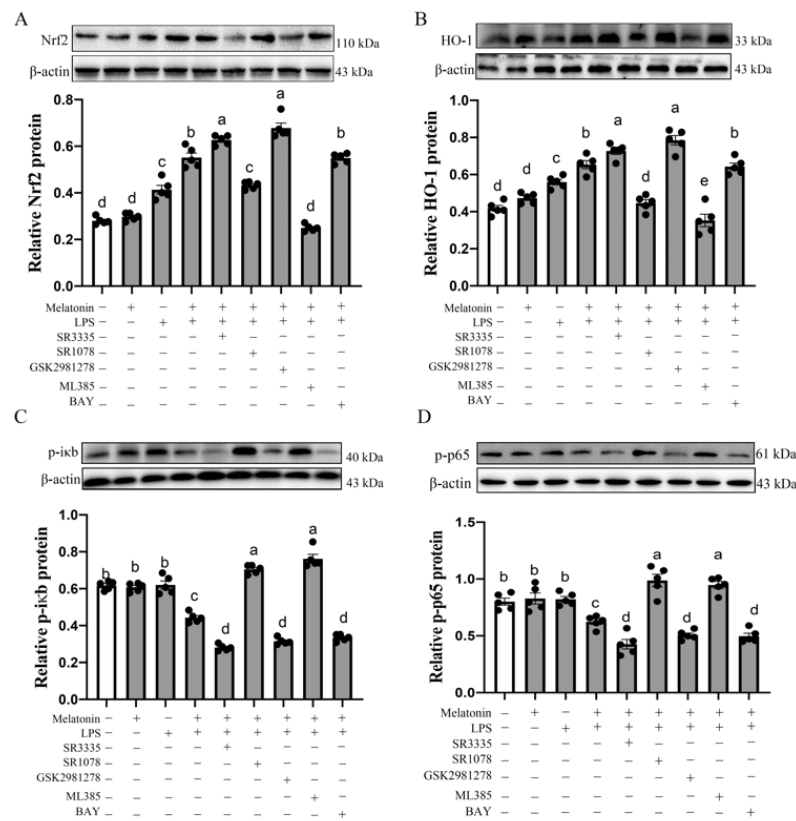 A
Nrf2 110 kDa
β-actin 43 kDa
Relative Nrf2 protein
0.8
0.6
0.4
0.2
0.0
d d c b a c a d b
Melatonin – + – + + + + + +
LPS – – + + + + + + +
SR3335 – – – – + – – – –
SR1078 – – – – – + – – –
GSK2981278 – – – – – – + – –
ML385 – – – – – – – + –
BAY – – – – – – – – +
B
HO-1 33 kDa
β-actin 43 kDa
Relative HO-1 protein
1.0
0.8
0.6
0.4
0.2
0.0
d d c b a d a e b
Melatonin – + – + + + + + +
LPS – – + + + + + + +
SR3335 – – – – + – – – –
SR1078 – – – – – + – – –
GSK2981278 – – – – – – + – –
ML385 – – – – – – – + –
BAY – – – – – – – – +
C
p-iκb 40 kDa
β-actin 43 kDa
Relative p-iκb protein
1.0
0.8
0.6
0.4
0.2
0.0
b b b c d a d a d
Melatonin – + – + + + + + +
LPS – – + + + + + + +
SR3335 – – – – + – – – –
SR1078 – – – – – + – – –
GSK2981278 – – – – – – + – –
ML385 – – – – – – – + –
BAY – – – – – – – – +
D
p-p65 61 kDa
β-actin 43 kDa
Relative p-p65 protein
1.5
1.0
0.5
0.0
b b b c d a d a d
Melatonin – + – + + + + + +
LPS – – + + + + + + +
SR3335 – – – – + – – – –
SR1078 – – – – – + – – –
GSK2981278 – – – – – – + – –
ML385 – – – – – – – + –
BAY – – – – – – – – +